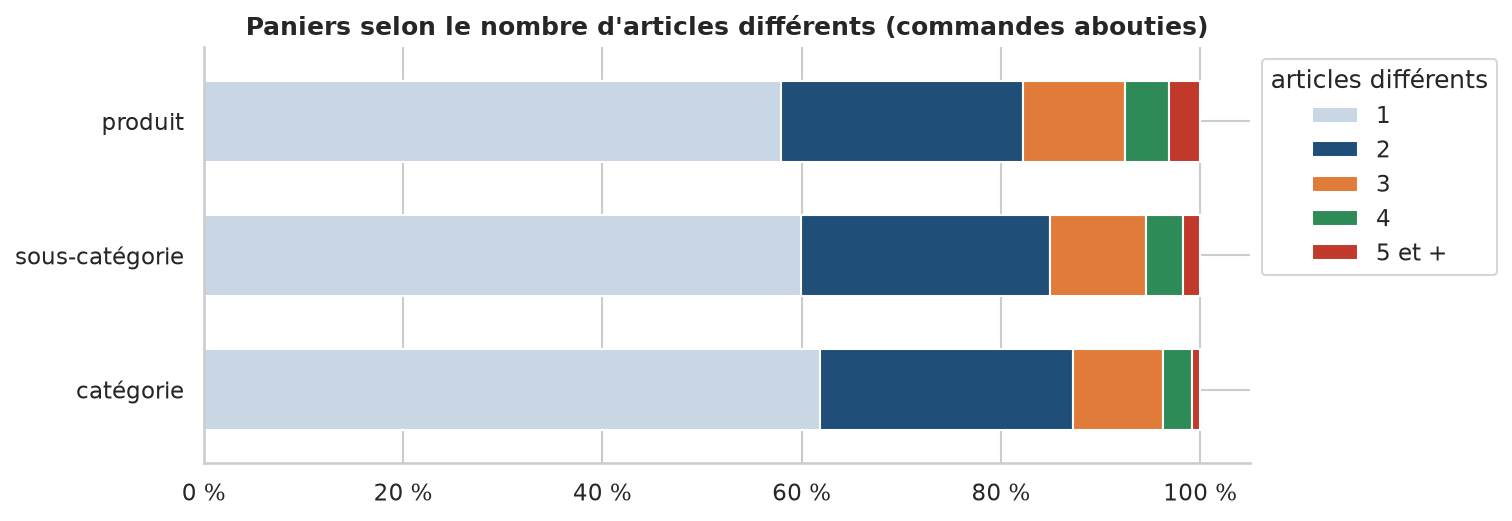 Paniers selon le nombre d'articles différents (commandes abouties)
produit
sous-catégorie
catégorie
0 %
20 %
40 %
60 %
80 %
100 %
articles différents
1
2
3
4
5 et +